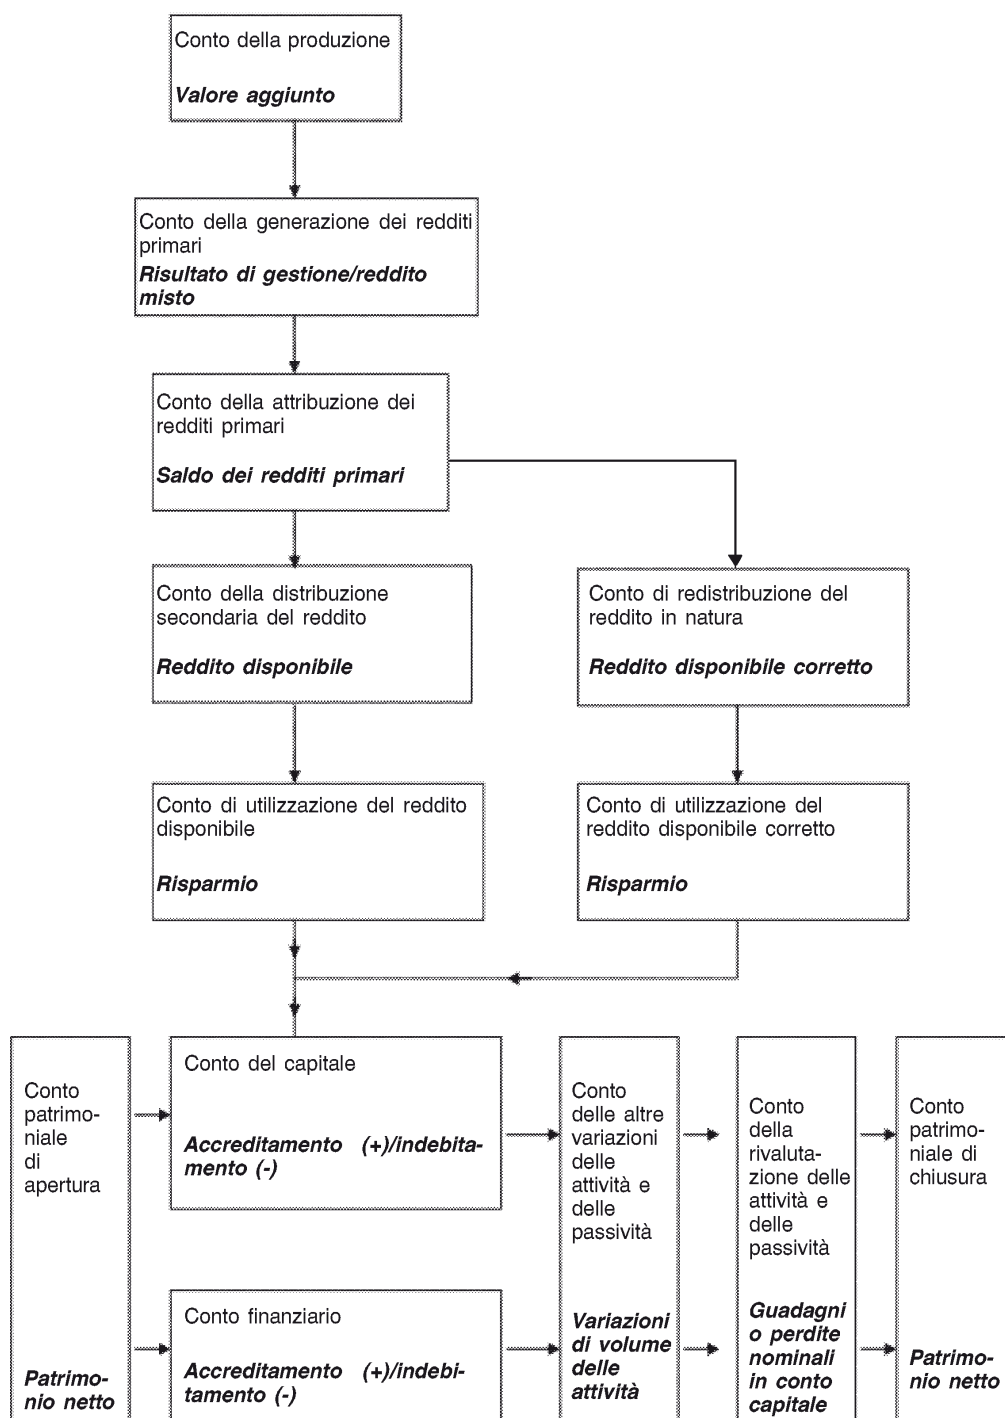 Conto della produzione
Valore aggiunto
Conto della generazione dei redditi
primari
Risultato di gestione/reddito
misto
Conto della attribuzione dei
redditi primari
Saldo dei redditi primari
Conto della distribuzione
secondaria del reddito
Reddito disponibile
Conto di redistribuzione del
reddito in natura
Reddito disponibile corretto
Conto di utilizzazione del reddito
disponibile
Risparmio
Conto di utilizzazione del
reddito disponibile corretto
Risparmio
Conto
patrimo-
niale
di
apertura
Patrimo-
nio netto
Conto del capitale
Accreditamento (+)/indebita-
mento (-)
Conto finanziario
Accreditamento (+)/indebi-
tamento (-)
Conto
delle altre
variazioni
delle
attività e
delle
passività
Variazioni
di volume
delle
attività
Conto
della
rivaluta-
zione delle
attività e
delle
passività
Guadagni
o perdite
nominali
in conto
capitale
Conto
patrimo-
niale di
chiusura
Patrimo-
nio netto